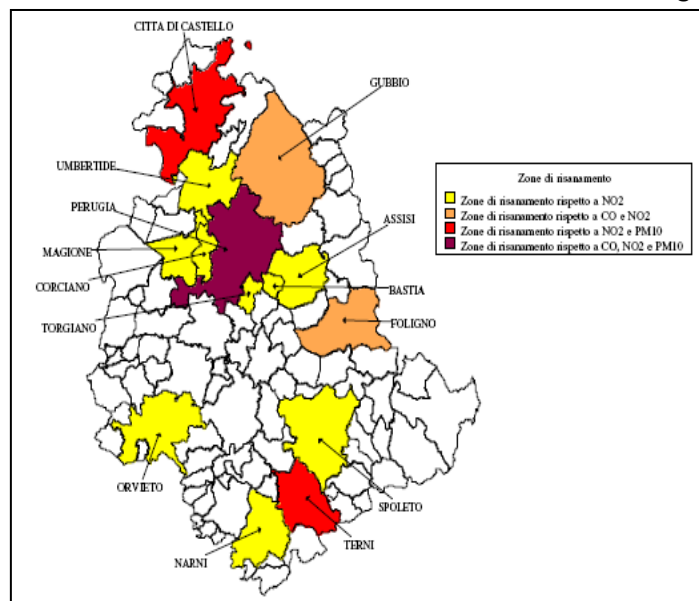 CITTA DI CASTELLO
GUBBIO
UMBERTIDE
PERUGIA
ASSISI
MAGIONE
CORCIANO
BASTIA
TORGIANO
FOLIGNO
ORVIETO
SPOLETO
NARNI
TERNI
Zone di risanamento
Zone di risanamento rispetto a NO2
Zone di risanamento rispetto a CO e NO2
Zone di risanamento rispetto a NO2 e PM10
Zone di risanamento rispetto a CO, NO2 e PM10